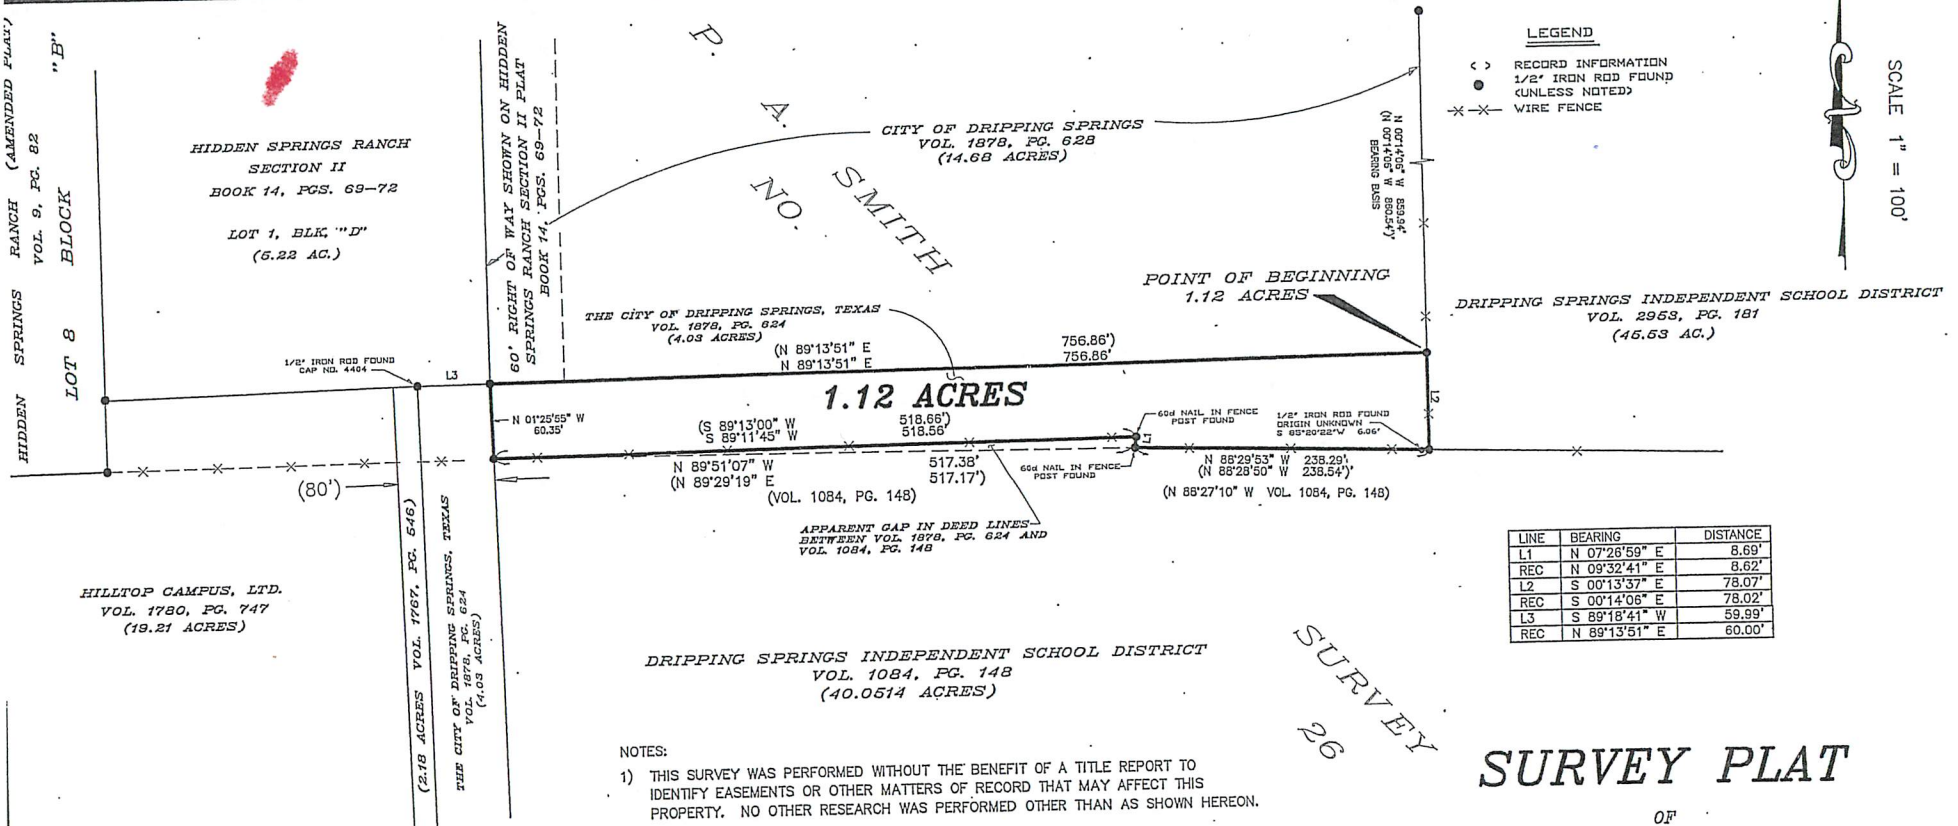 HIDDEN SPRINGS RANCH (AMENDED PLAT)
VOL. 9, PG. 82
LOT 8 BLOCK "B"
HIDDEN SPRINGS RANCH
SECTION II
BOOK 14, PGS. 69-72
LOT 1, BLK, "D"
(5.22 AC.)
60' RIGHT OF WAY SHOWN ON HIDDEN
SPRINGS RANCH SECTION II PLAT
BOOK 14, PGS. 69-72
P. A. SMITH
NO.
CITY OF DRIPPING SPRINGS
VOL. 1878, PG. 628
(14.68 ACRES)
N 00°14'06" W 859.94'
(N 00°14'06" W 860.54')
BEARING BASIS
LEGEND
( ) RECORD INFORMATION
1/2" IRON ROD FOUND
(UNLESS NOTED)
WIRE FENCE
SCALE 1" = 100'
POINT OF BEGINNING
1.12 ACRES
DRIPPING SPRINGS INDEPENDENT SCHOOL DISTRICT
VOL. 2953, PG. 181
(45.53 AC.)
THE CITY OF DRIPPING SPRINGS, TEXAS
VOL. 1878, PG. 624
(4.03 ACRES)
(N 89°13'51" E 756.86')
N 89°13'51" E 756.86'
1/2" IRON ROD FOUND
CAP NO. 4404
L3
1.12 ACRES
N 01°25'55" W
60.35'
(S 89°13'00" W 518.66')
S 89°11'45" W 518.56'
L1
60d NAIL IN FENCE
POST FOUND
1/2" IRON ROD FOUND
ORIGIN UNKNOWN
S 85°20'22"W 6.06'
L2
N 89°51'07" W 517.38'
(N 89°29'19" E 517.17')
(VOL. 1084, PG. 148)
60d NAIL IN FENCE
POST FOUND
N 88°29'53" W 238.29'
(N 88°28'50" W 238.54')'
(N 88°27'10" W VOL. 1084, PG. 148)
(80')
APPARENT GAP IN DEED LINES
BETWEEN VOL. 1878, PG. 624 AND
VOL. 1084, PG. 148
HILLTOP CAMPUS, LTD.
VOL. 1780, PG. 747
(19.21 ACRES)
(2.18 ACRES VOL. 1767, PG. 546)
THE CITY OF DRIPPING SPRINGS, TEXAS
VOL. 1878, PG. 624
(4.03 ACRES)
LINE BEARING DISTANCE
L1 N 07°26'59" E 8.69'
REC N 09°32'41" E 8.62'
L2 S 00°13'37" E 78.07'
REC S 00°14'06" E 78.02'
L3 S 89°18'41" W 59.99'
REC N 89°13'51" E 60.00'
DRIPPING SPRINGS INDEPENDENT SCHOOL DISTRICT
VOL. 1084, PG. 148
(40.0514 ACRES)
SURVEY
26
NOTES:
1) THIS SURVEY WAS PERFORMED WITHOUT THE BENEFIT OF A TITLE REPORT TO
IDENTIFY EASEMENTS OR OTHER MATTERS OF RECORD THAT MAY AFFECT THIS
PROPERTY. NO OTHER RESEARCH WAS PERFORMED OTHER THAN AS SHOWN HEREON.
SURVEY PLAT
OF